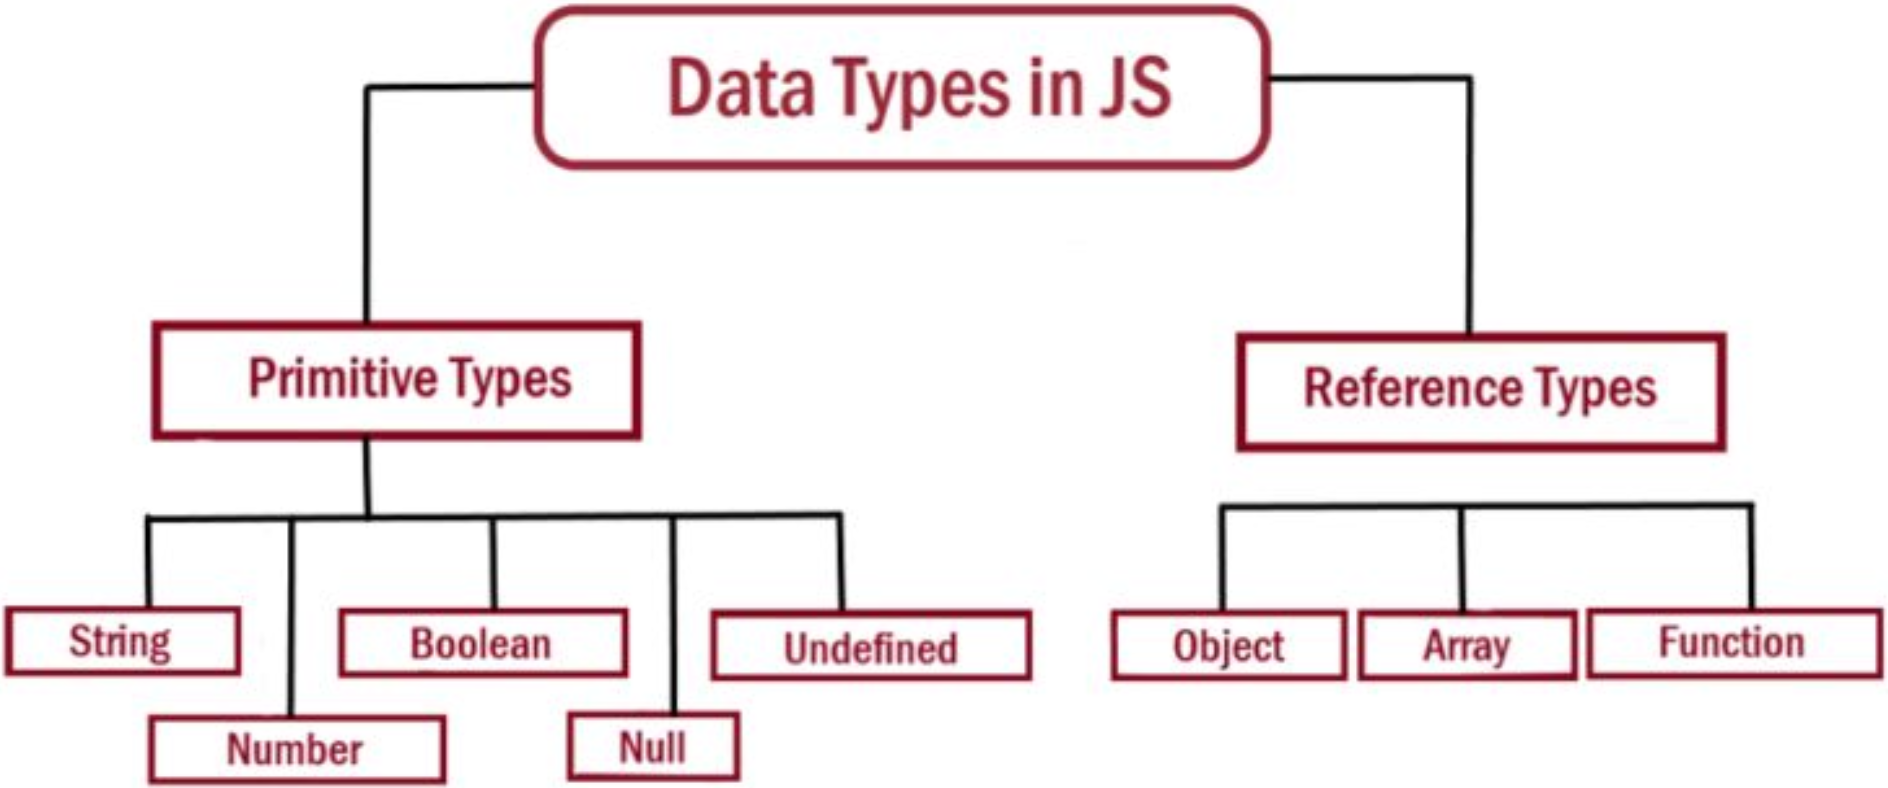 Data Types in JS
Primitive Types
Reference Types
String
Boolean
Undefined
Object
Array
Function
Number
Null